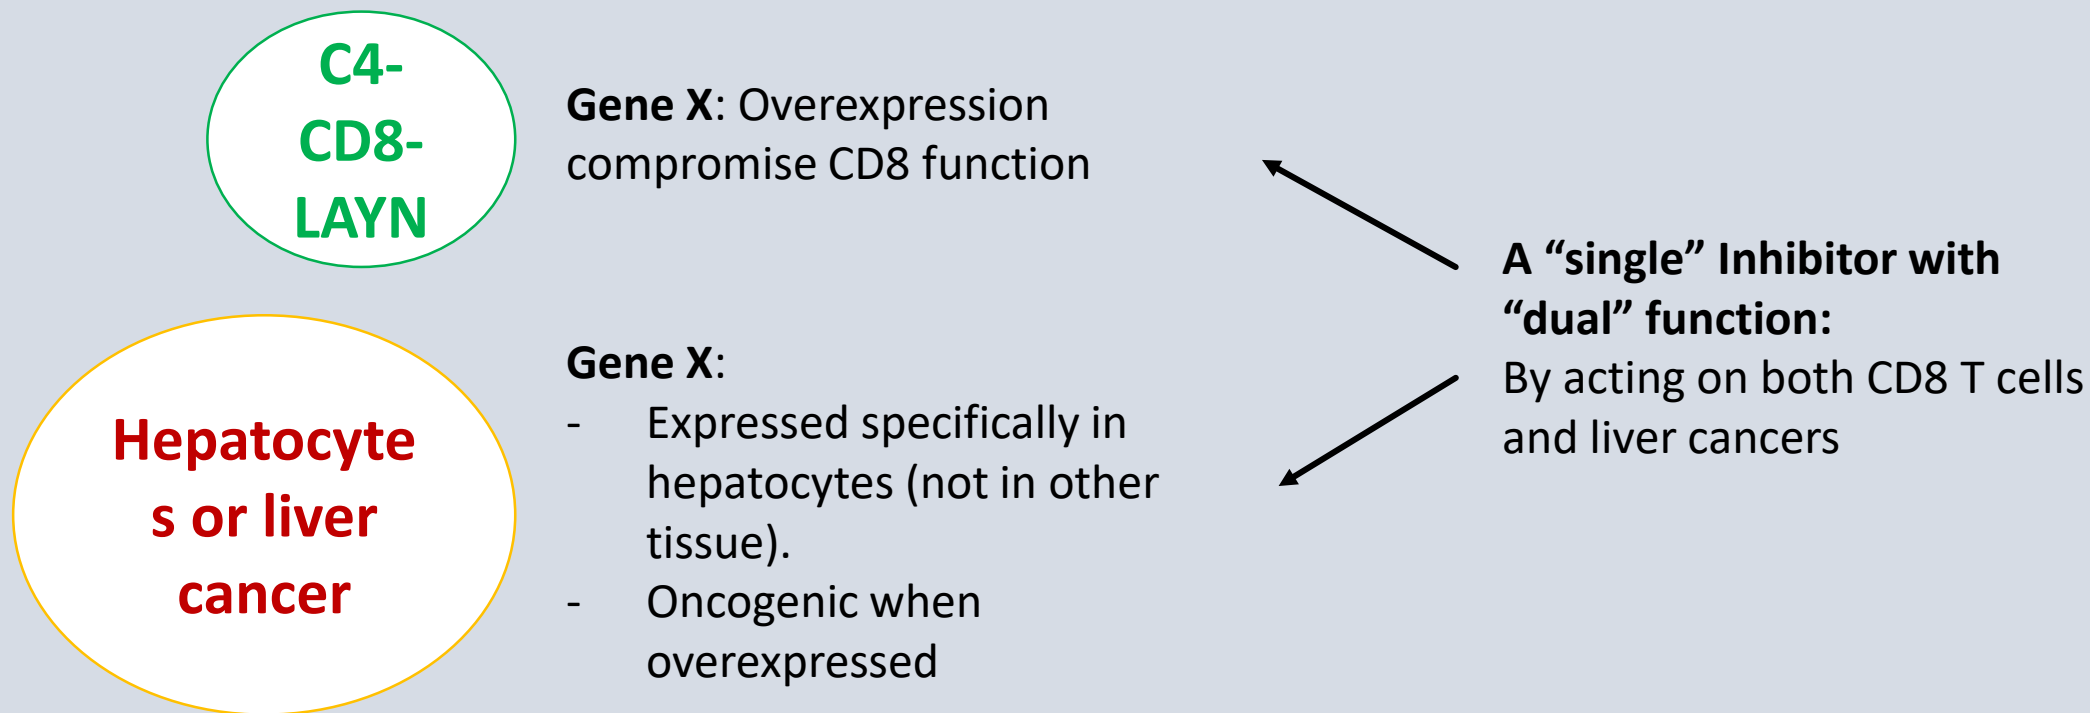 C4-
CD8-
LAYN
Gene X: Overexpression
compromise CD8 function
Hepatocyte
s or liver
cancer
Gene X:
- Expressed specifically in
hepatocytes (not in other
tissue).
- Oncogenic when
overexpressed
A “single” Inhibitor with
“dual” function:
By acting on both CD8 T cells
and liver cancers